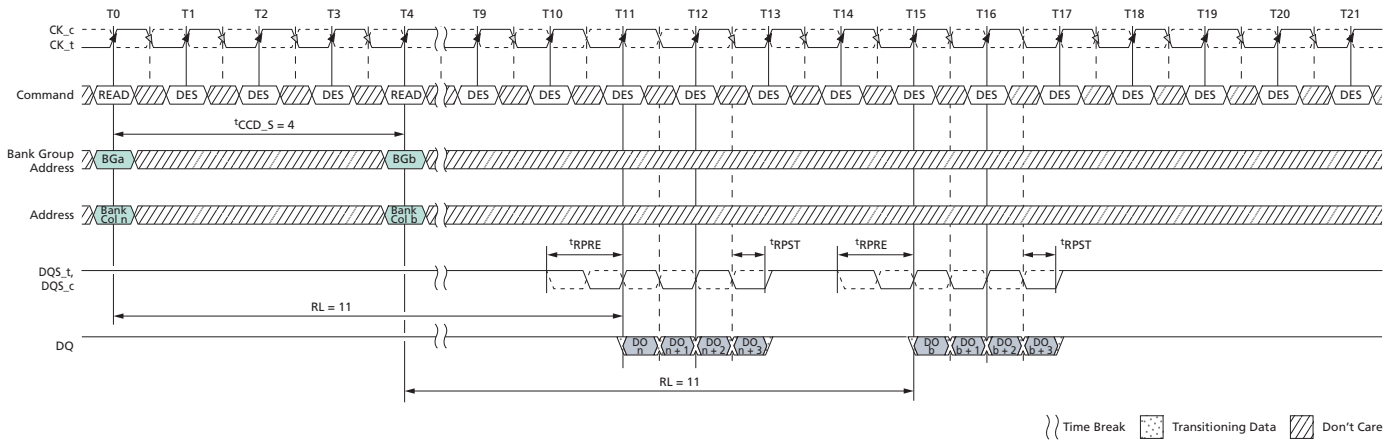 T0 T1 T2 T3 T4 T9 T10 T11 T12 T13 T14 T15 T16 T17 T18 T19 T20 T21
CK_c
CK_t
Command READ DES DES DES READ DES DES DES DES DES DES DES DES DES DES DES DES DES
tCCD_S = 4
Bank Group
Address
BGa BGb
Address
Bank
Col n
Bank
Col b
tRPRE tRPST tRPRE tRPST
DQS_t,
DQS_c
RL = 11
DQ
DO
n
DO
n + 1
DO
n + 2
DO
n + 3
DO
b
DO
b + 1
DO
b + 2
DO
b + 3
RL = 11
Time Break Transitioning Data Don't Care